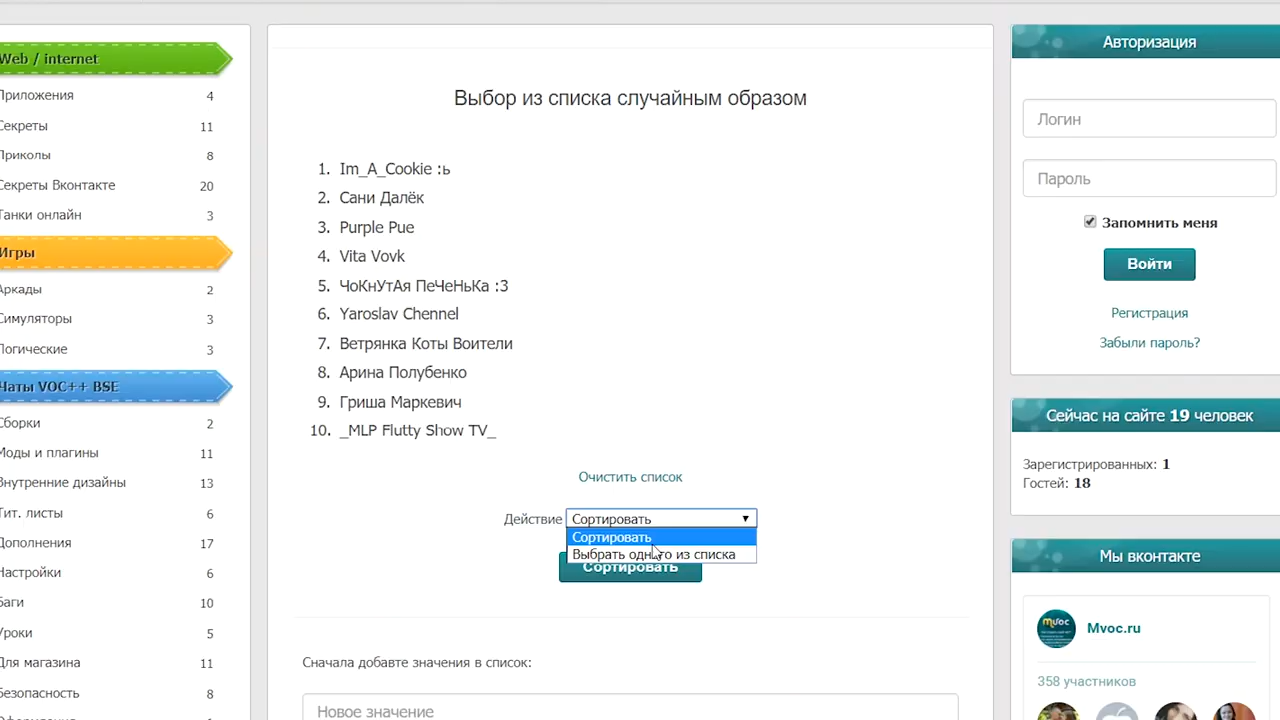 Web / internet
Приложения 4
Секреты 11
Приколы 8
Секреты Вконтакте 20
Танки онлайн 3
Игры
Аркады 2
Симуляторы 3
Логические 3
Чаты VOC++ BSE
Сборки 2
Моды и плагины 11
Внутренние дизайны 13
Тит. листы 6
Дополнения 17
Настройки 6
Баги 10
Уроки 5
Для магазина 11
Безопасность 8
Выбор из списка случайным образом
1. Im_A_Cookie :ь
2. Сани Далёк
3. Purple Pue
4. Vita Vovk
5. ЧоКнУтАя ПеЧеНьКа :3
6. Yaroslav Chennel
7. Ветрянка Коты Воители
8. Арина Полубенко
9. Гриша Маркевич
10. _MLP Flutty Show TV_
Очистить список
Действие Сортировать
Сортировать
Выбрать одного из списка
Сортировать
Сначала добавте значения в список:
Новое значение
Авторизация
Логин
Пароль
Запомнить меня
Войти
Регистрация
Забыли пароль?
Сейчас на сайте 19 человек
Зарегистрированных: 1
Гостей: 18
Мы вконтакте
Mvoc
Mvoc.ru
358 участников